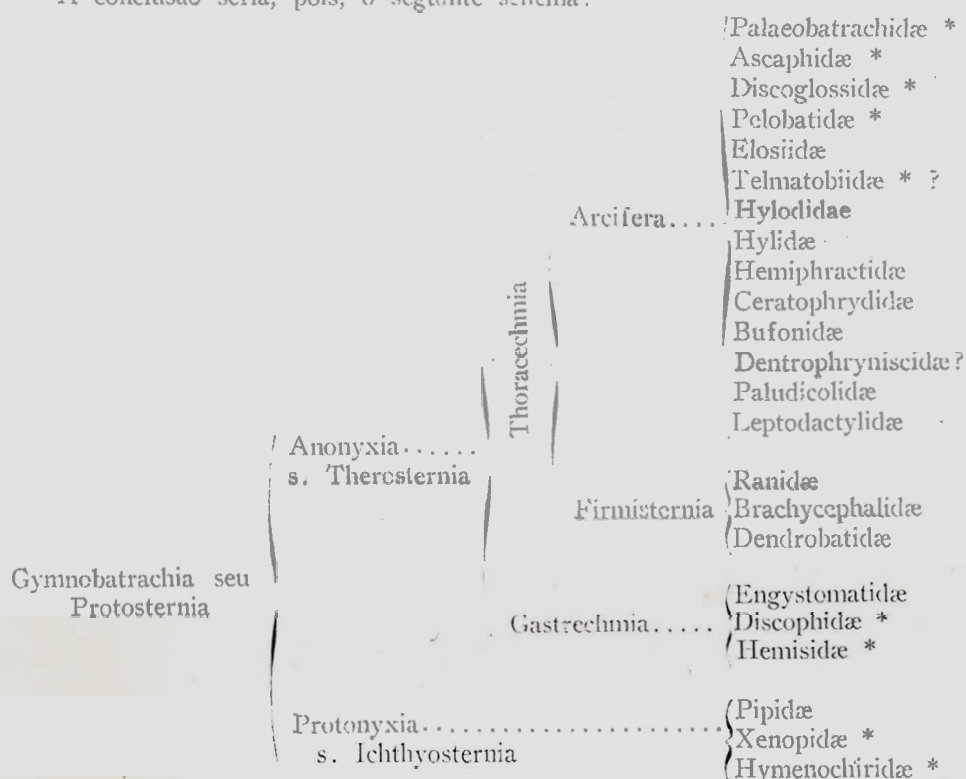 A conclusão seria, pois, o seguinte schema:
Palaeobatrachidæ *
Ascaphidæ *
Discoglossidæ *
Pelobatidæ *
Elosiidæ
Telmatobiidæ * ?
Arcifera....
Hylodidae
Hylidæ
Hemiphractidæ
Ceratophrydidæ
Bufonidæ
Dentrophryniscidæ?
Paludicolidæ
Leptodactylidæ
Thoracechmia
Anonyxia......
s. Therosternia
Firmisternia
Ranidæ
Brachycephalidæ
Dendrobatidæ
Gymnobatrachia seu
Protosternia
Gastrechmia.....
Engystomatidæ
Discophidæ *
Hemisidæ *
Protonyxia......................
s. Ichthyosternia
Pipidæ
Xenopidæ *
Hymenochiridæ *